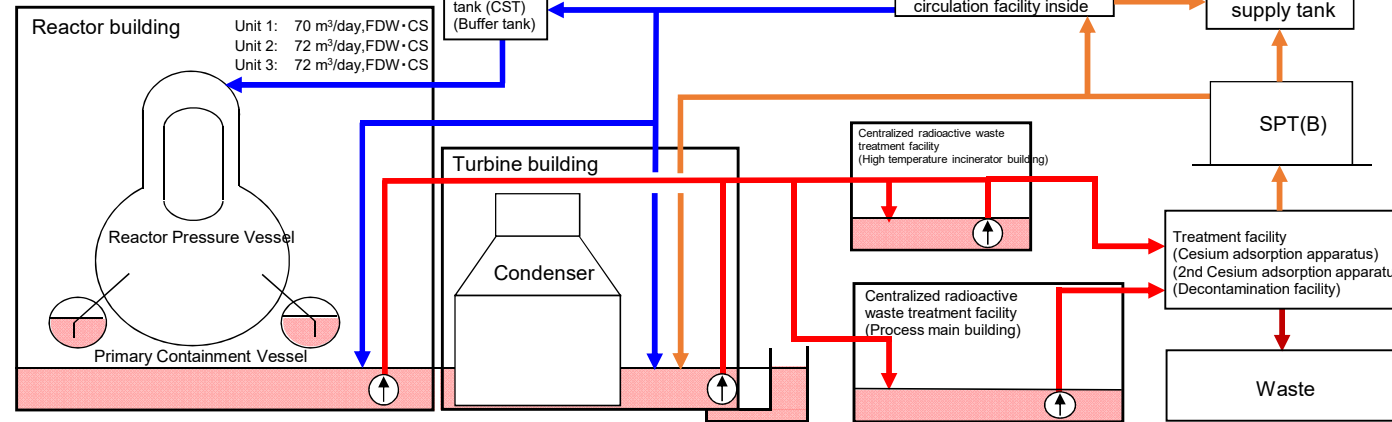 tank (CST)
(Buffer tank)
circulation facility inside
supply tank
Reactor building
Unit 1: 70 m³/day,FDW・CS
Unit 2: 72 m³/day,FDW・CS
Unit 3: 72 m³/day,FDW・CS
SPT(B)
Centralized radioactive waste
treatment facility
(High temperature incinerator building)
Turbine building
Reactor Pressure Vessel
Condenser
Treatment facility
(Cesium adsorption apparatus)
(2nd Cesium adsorption apparatu
(Decontamination facility)
Centralized radioactive
waste treatment facility
(Process main building)
Primary Containment Vessel
Waste